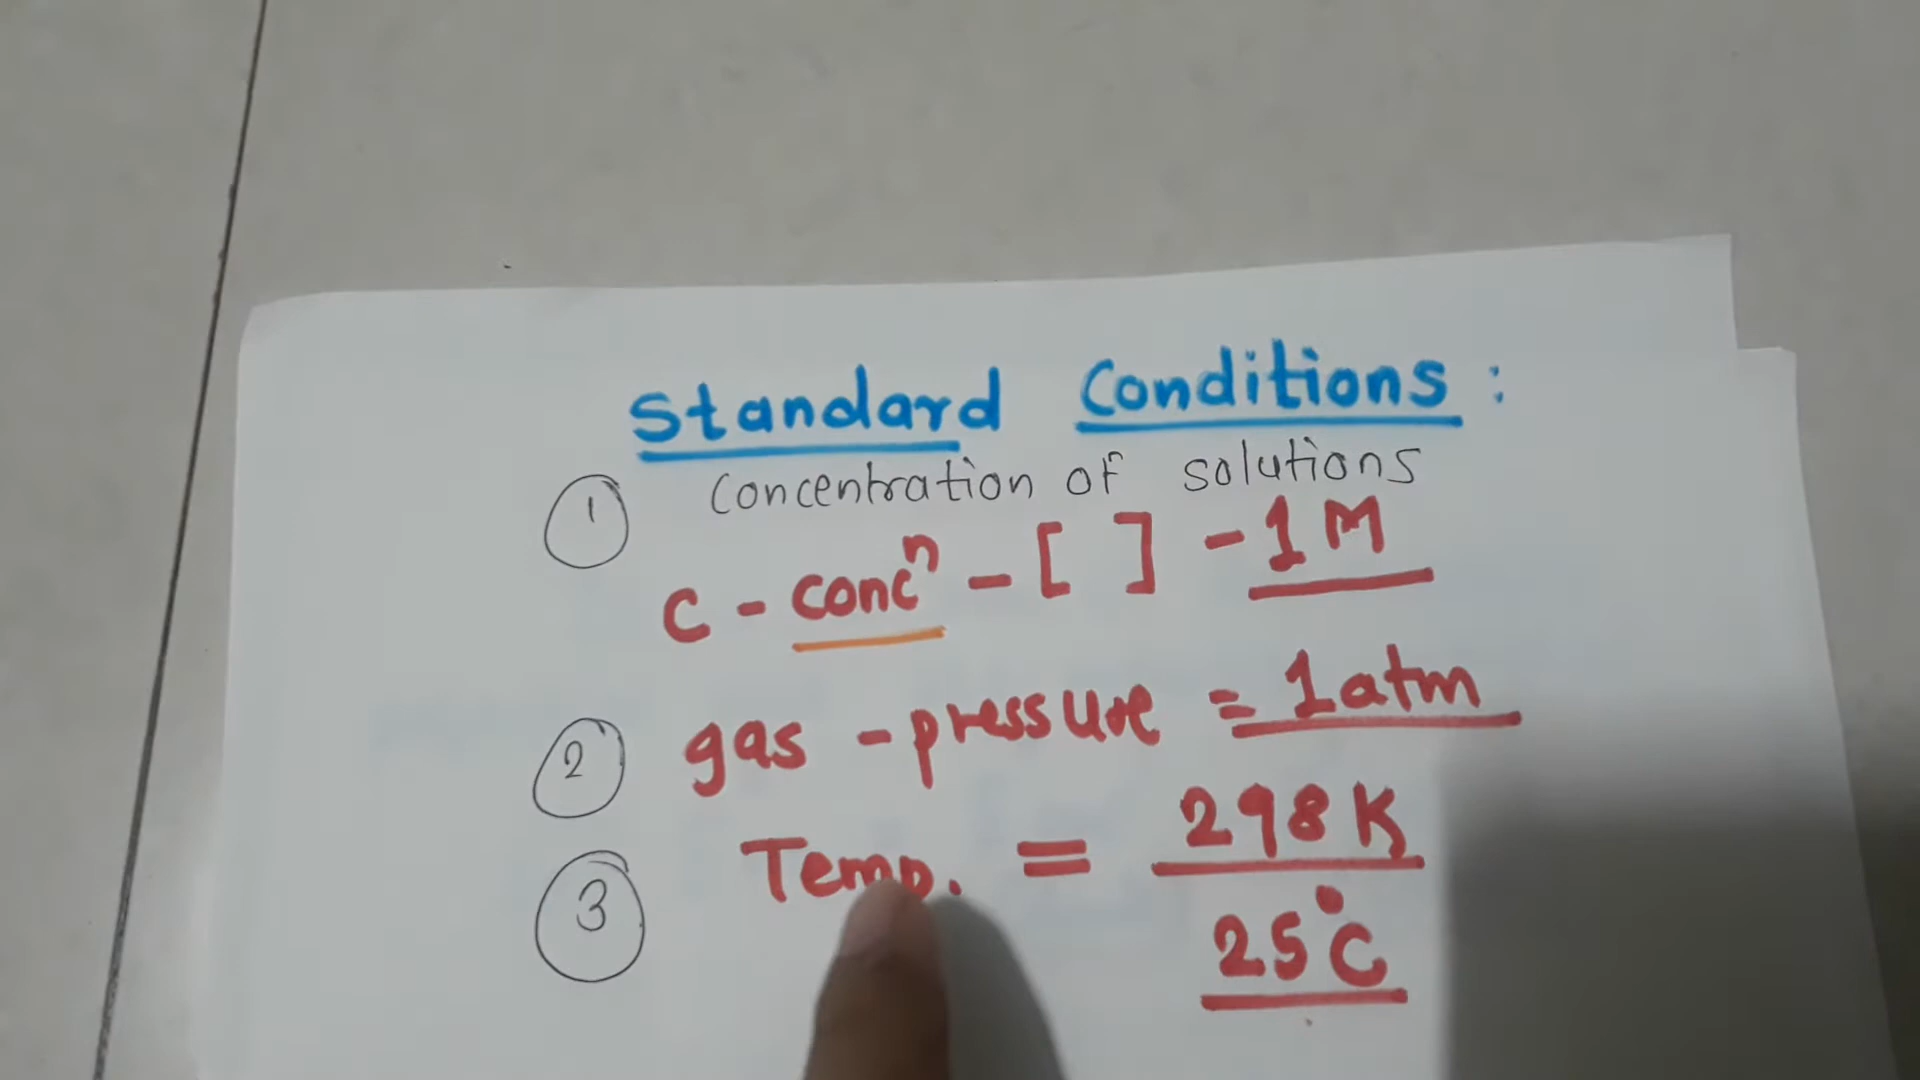 Standard Conditions :
① Concentration of solutions
C - concⁿ - [ ] - 1 M
② gas - pressure = 1 atm
③ Temp. = 298 K
25°C